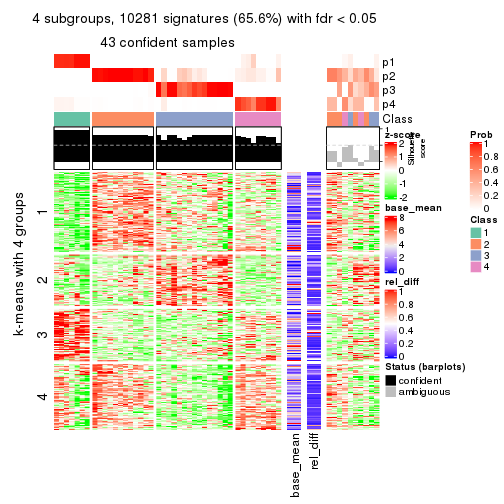 4 subgroups, 10281 signatures (65.6%) with fdr < 0.05
43 confident samples
p1
p2
p3
p4
Class
1
Silhouette
score
k-means with 4 groups
1
2
3
4
base_mean
rel_diff
z-score
2
1
0
-1
-2
base_mean
8
6
4
2
0
rel_diff
1
0.8
0.6
0.4
0.2
0
Status (barplots)
confident
ambiguous
Prob
1
0.8
0.6
0.4
0.2
0
Class
1
2
3
4